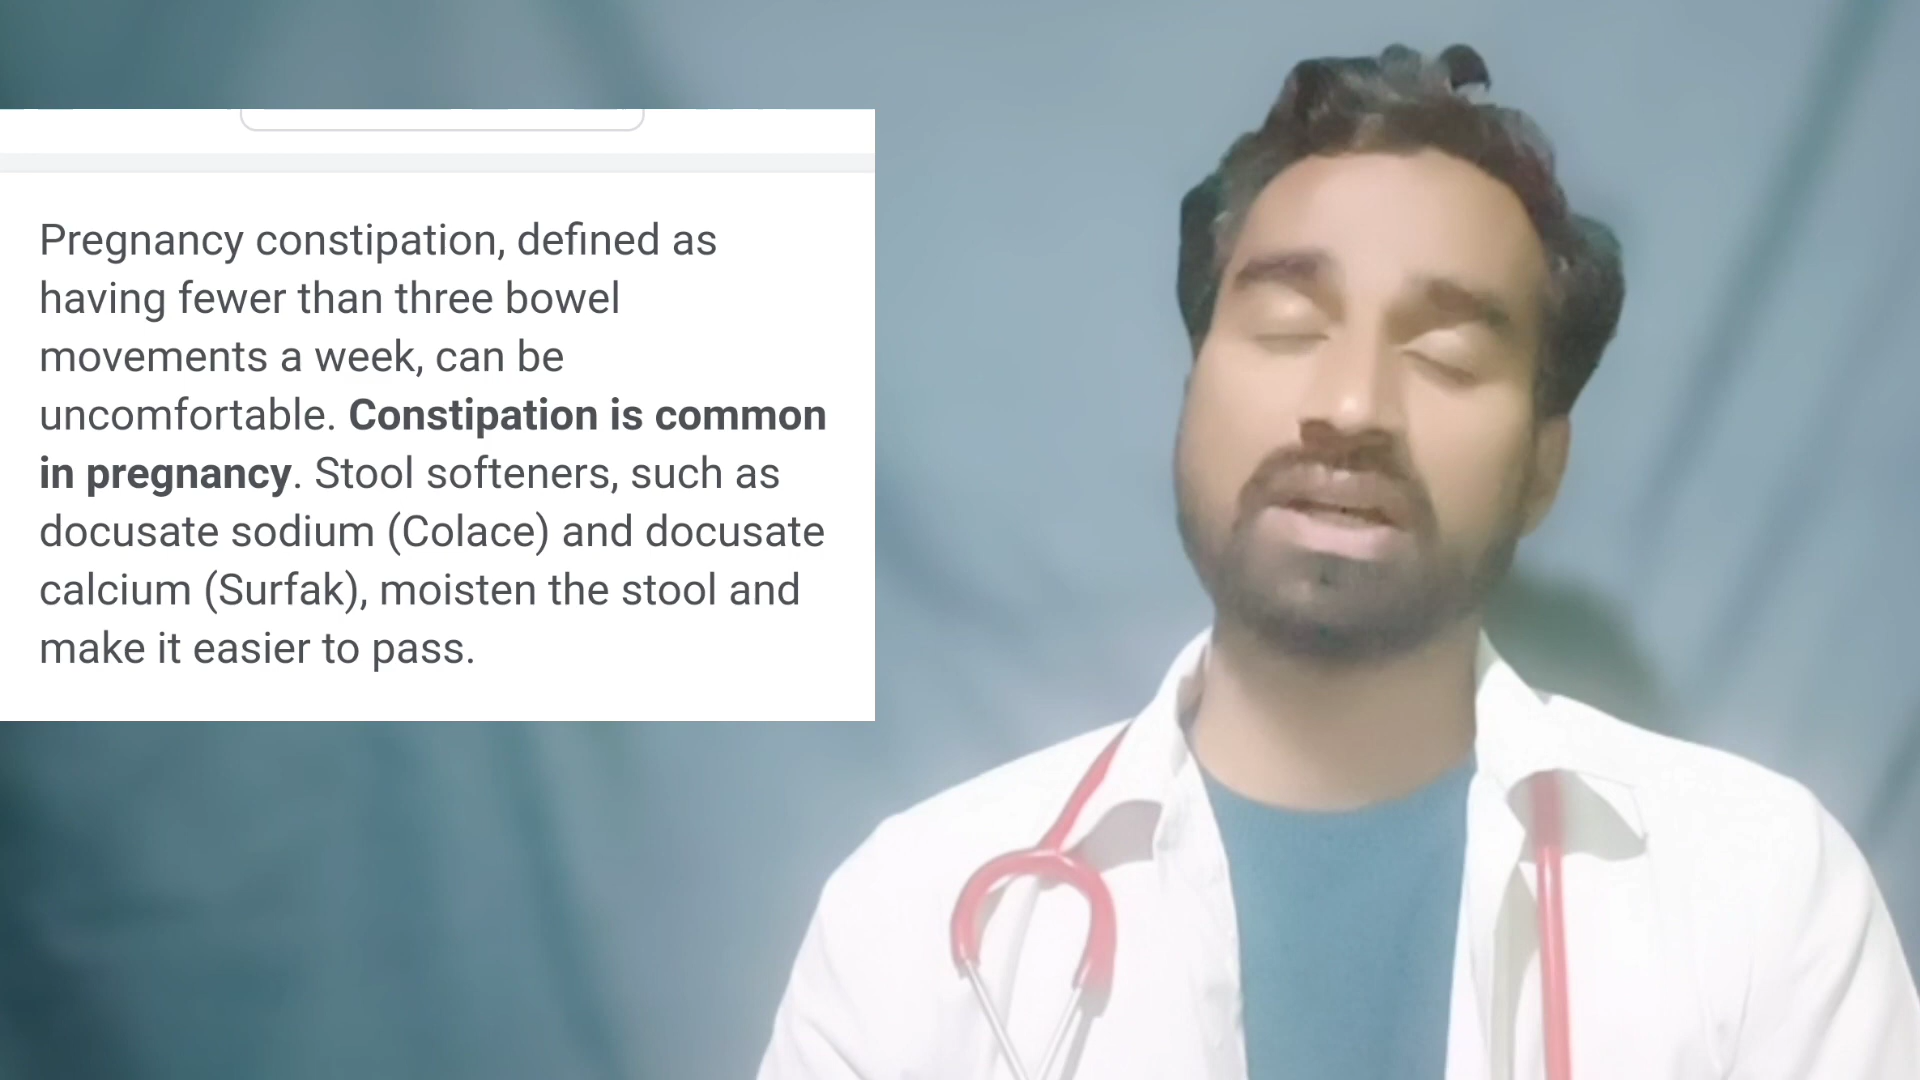 Pregnancy constipation, defined as
having fewer than three bowel
movements a week, can be
uncomfortable. Constipation is common
in pregnancy. Stool softeners, such as
docusate sodium (Colace) and docusate
calcium (Surfak), moisten the stool and
make it easier to pass.